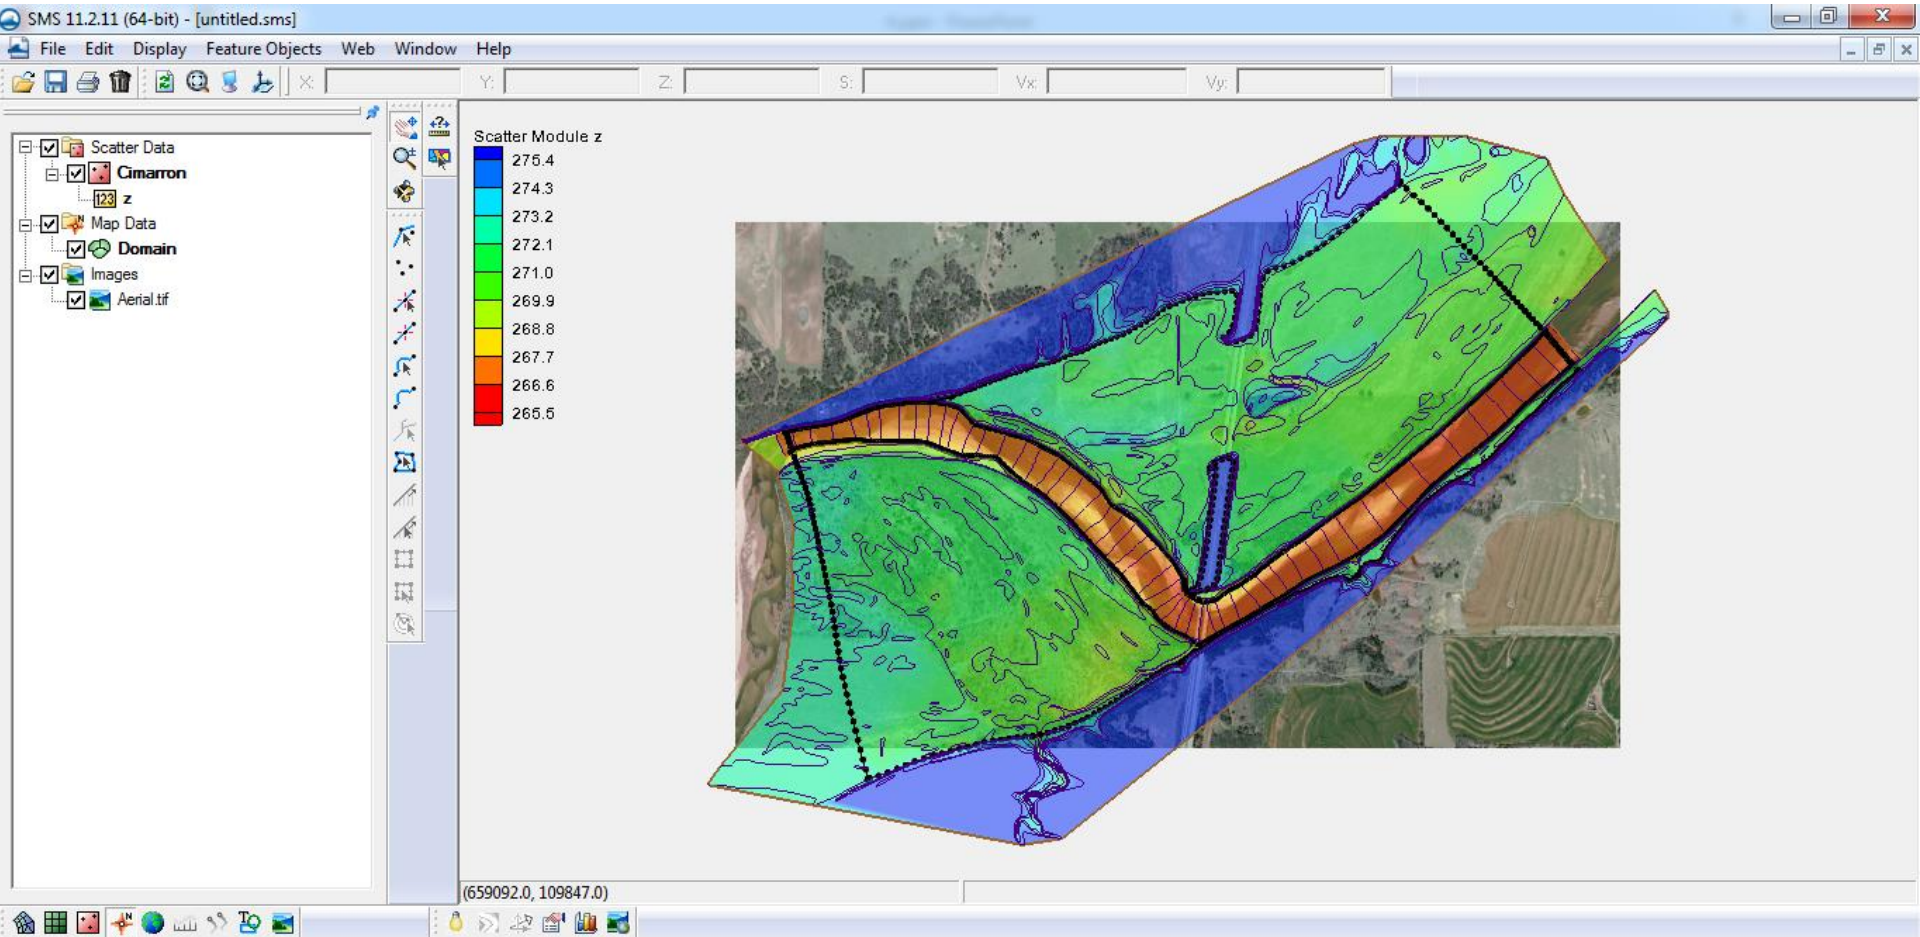 SMS 11.2.11 (64-bit) - [untitled.sms]
File Edit Display Feature Objects Web Window Help
X: Y: Z: S: Vx: Vy:
Scatter Data
Cimarron
123 z
Map Data
Domain
Images
Aerial.tif
Scatter Module z
275.4
274.3
273.2
272.1
271.0
269.9
268.8
267.7
266.6
265.5
(659092.0, 109847.0)